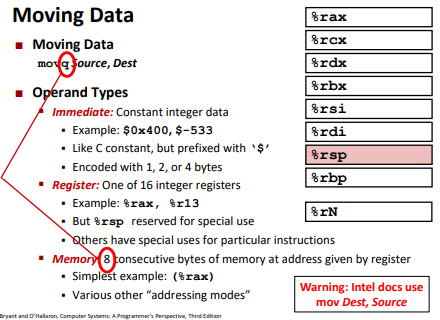 Moving Data
Moving Data
movq Source, Dest
Operand Types
Immediate: Constant integer data
Example: $0x400, $-533
Like C constant, but prefixed with ‘$’
Encoded with 1, 2, or 4 bytes
Register: One of 16 integer registers
Example: %rax, %r13
But %rsp reserved for special use
Others have special uses for particular instructions
Memory 8 consecutive bytes of memory at address given by register
Simplest example: (%rax)
Various other “addressing modes”
%rax
%rcx
%rdx
%rbx
%rsi
%rdi
%rsp
%rbp
%rN
Warning: Intel docs use
mov Dest, Source
Bryant and O’Hallaron, Computer Systems: A Programmer’s Perspective, Third Edition